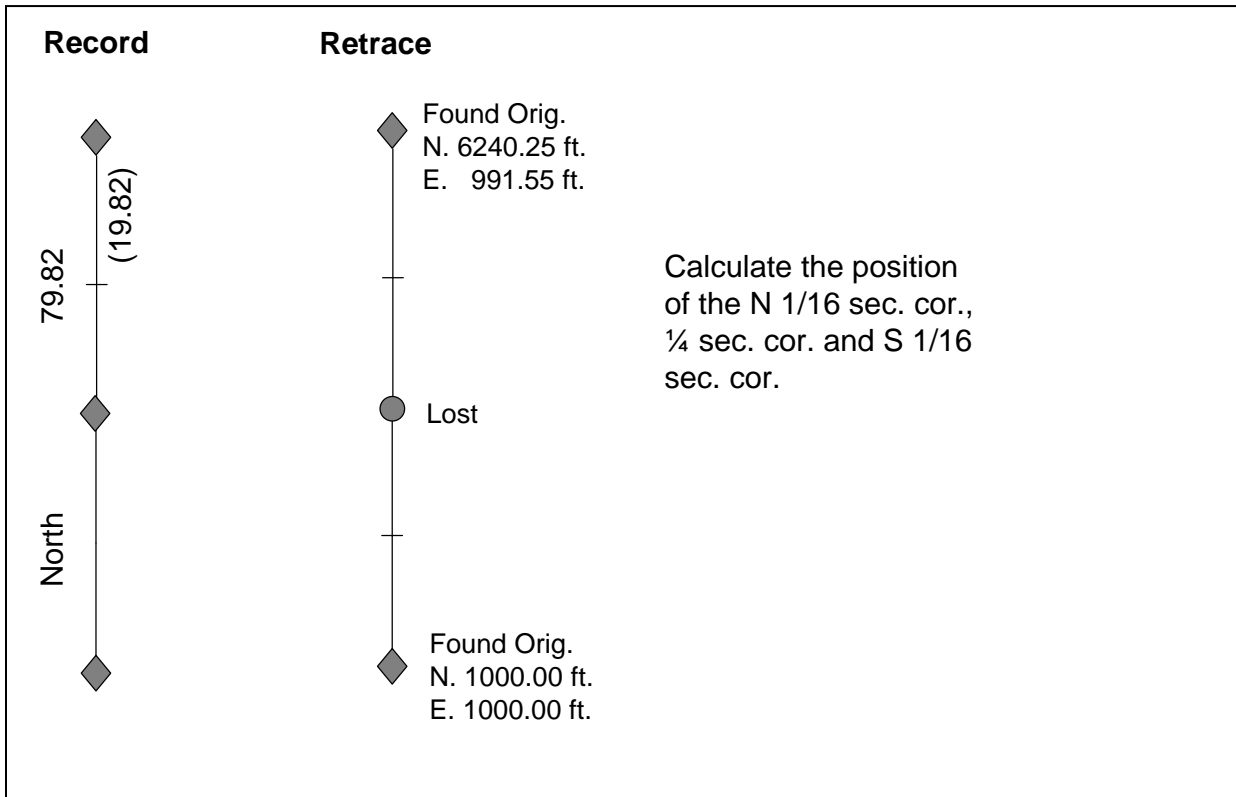 Record
Retrace
79.82
(19.82)
North
Found Orig.
N. 6240.25 ft.
E. 991.55 ft.
Lost
Found Orig.
N. 1000.00 ft.
E. 1000.00 ft.
Calculate the position
of the N 1/16 sec. cor.,
¼ sec. cor. and S 1/16
sec. cor.